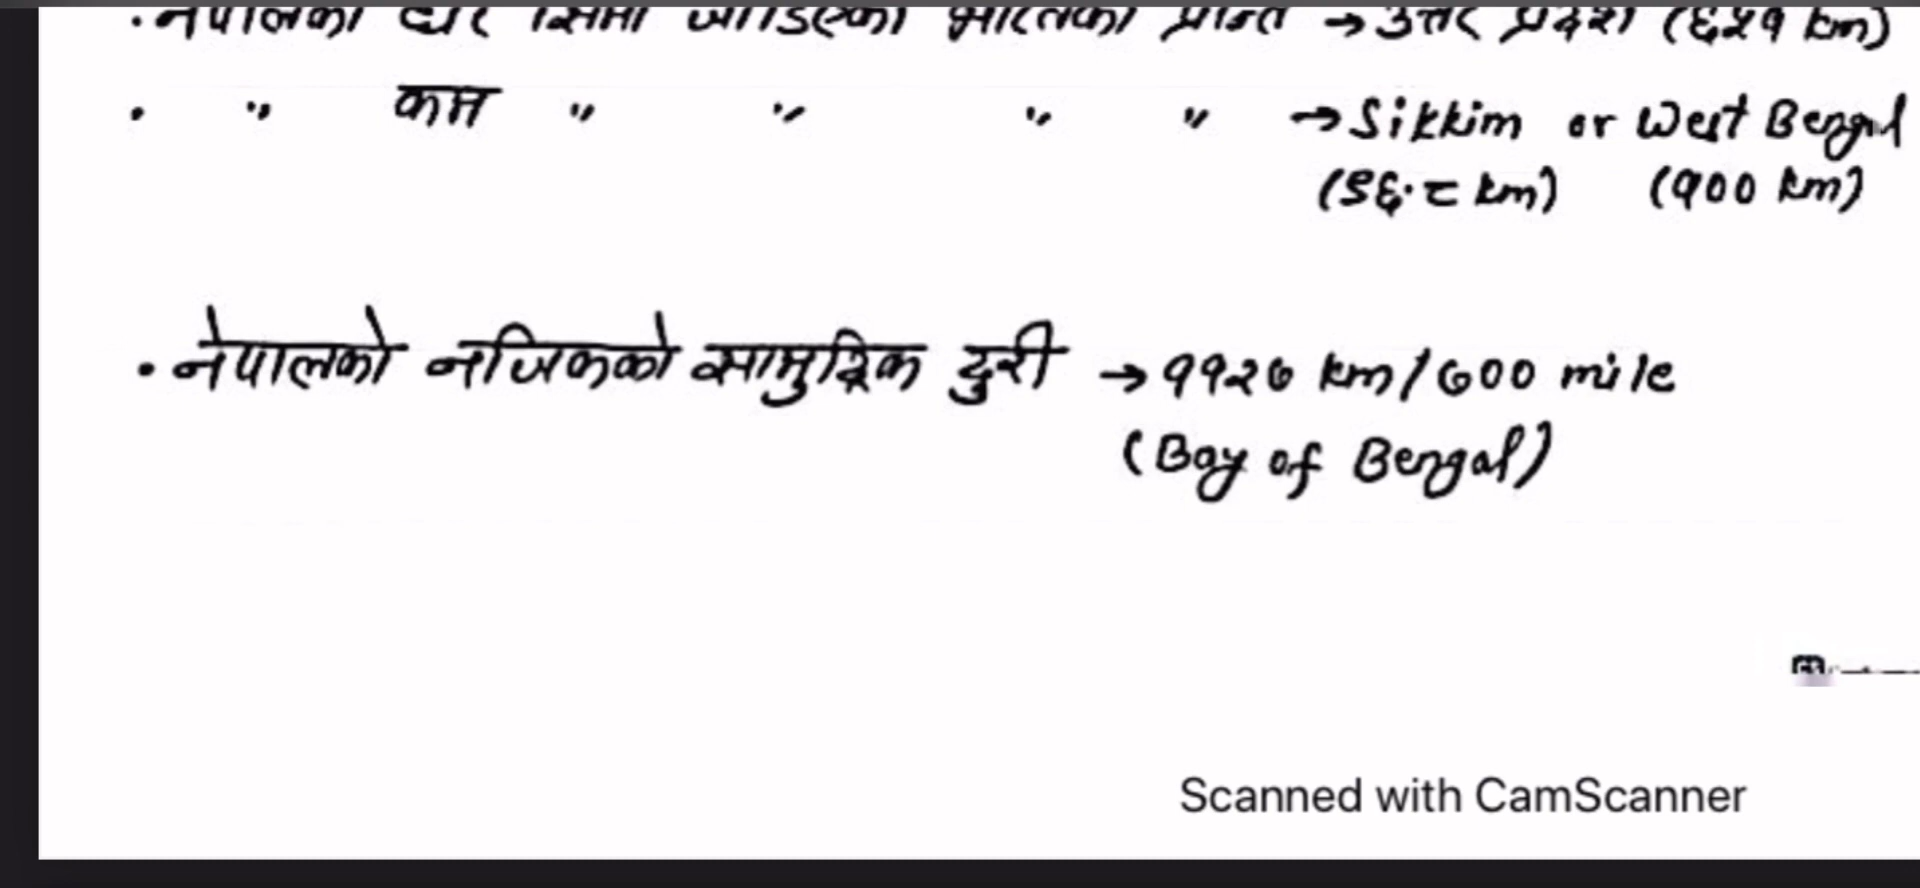 • नेपालको धेरै सिमा जोडिएको भारतको प्रान्त → उत्तर प्रदेश (६५१ km)
• " कम " " " " → Sikkim or West Bengal
(९६.८ km) (१०० km)
• नेपालको नजिकको सामुद्रिक दुरी → ११२७ km/७०० mile
(Bay of Bengal)
Scanned with CamScanner